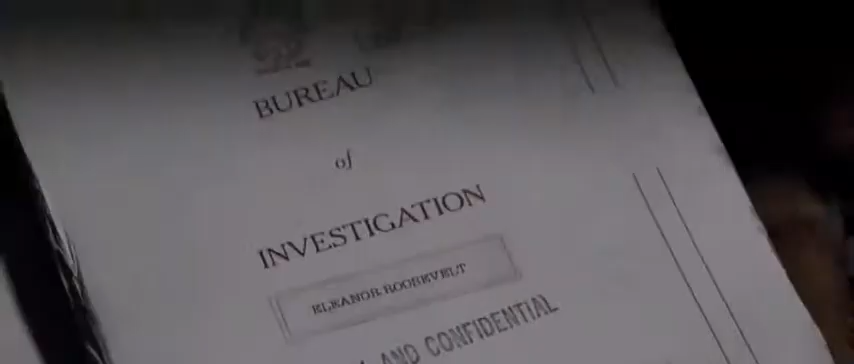 BUREAU
of
INVESTIGATION
ELEANOR ROOSEVELT
AND CONFIDENTIAL